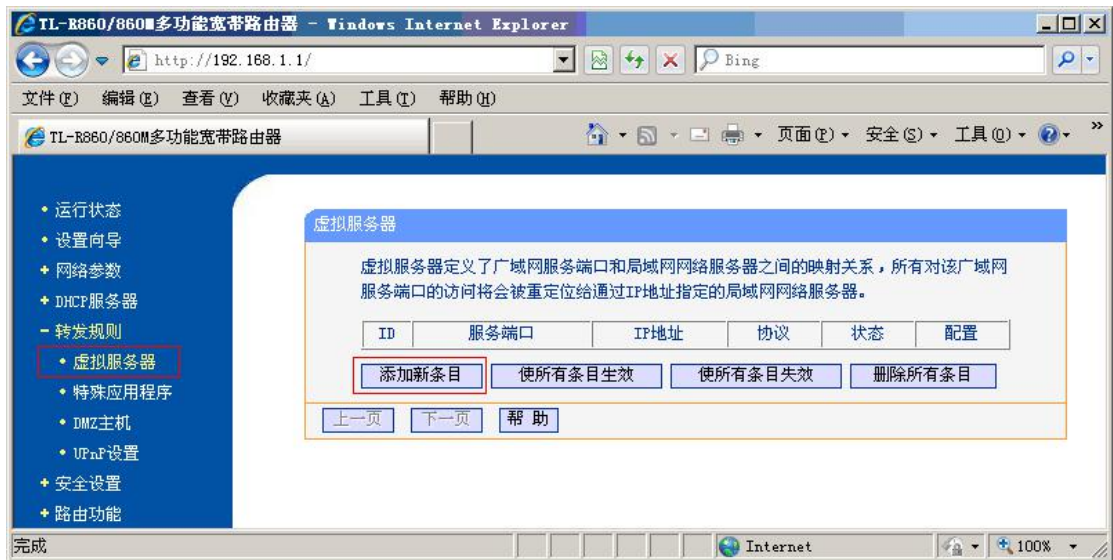 TL-R860/860M多功能宽带路由器 - Windows Internet Explorer
http://192.168.1.1/
Bing
文件(F) 编辑(E) 查看(V) 收藏夹(A) 工具(T) 帮助(H)
TL-R860/860M多功能宽带路由器
页面(P) 安全(S) 工具(O) »
运行状态
设置向导
网络参数
DHCP服务器
转发规则
虚拟服务器
特殊应用程序
DMZ主机
UPnP设置
安全设置
路由功能
虚拟服务器
虚拟服务器定义了广域网服务端口和局域网网络服务器之间的映射关系，所有对该广域网
服务端口的访问将会被重定位给通过IP地址指定的局域网网络服务器。
ID 服务端口 IP地址 协议 状态 配置
添加新条目 使所有条目生效 使所有条目失效 删除所有条目
上一页 下一页 帮 助
完成 Internet 100%